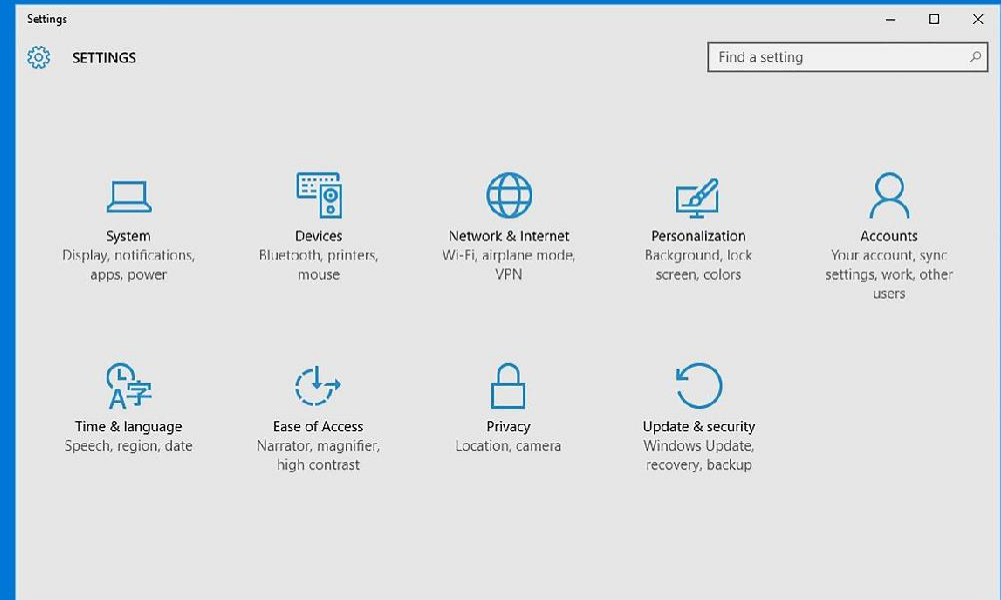 Settings
SETTINGS
Find a setting
System
Display, notifications,
apps, power
Devices
Bluetooth, printers,
mouse
Network & Internet
Wi-Fi, airplane mode,
VPN
Personalization
Background, lock
screen, colors
Accounts
Your account, sync
settings, work, other
users
A字
Time & language
Speech, region, date
Ease of Access
Narrator, magnifier,
high contrast
Privacy
Location, camera
Update & security
Windows Update,
recovery, backup